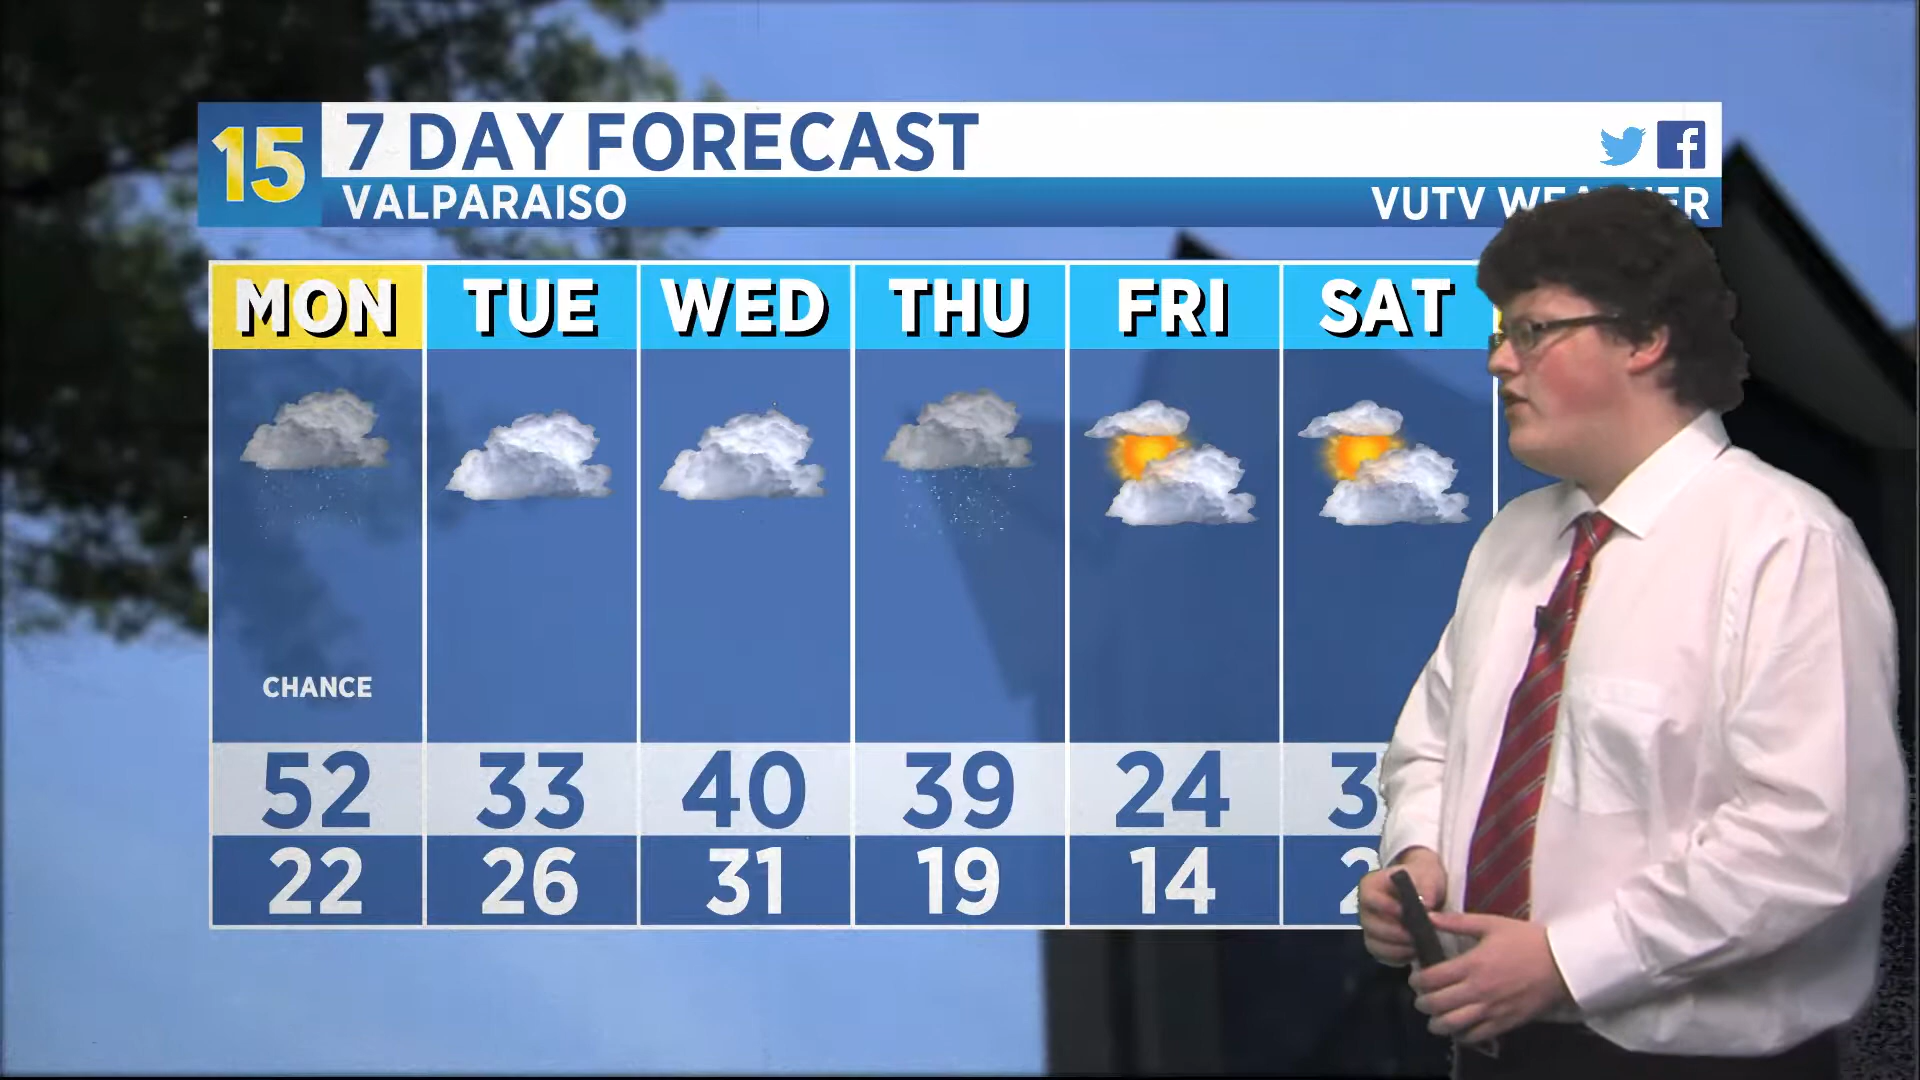 15
7 DAY FORECAST
VALPARAISO
VUTV
MON TUE WED THU FRI SAT
CHANCE
52 33 40 39 24
22 26 31 19 14